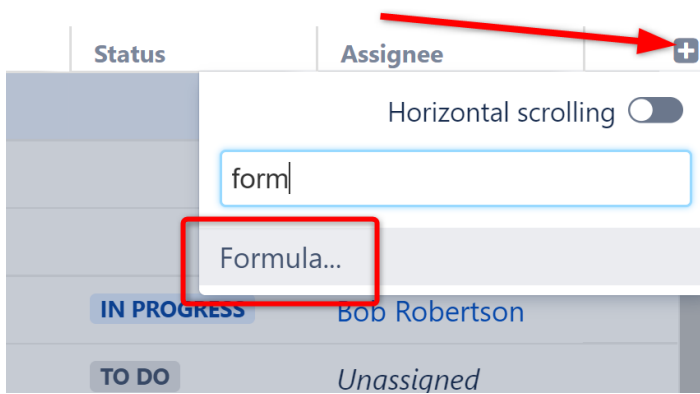 Status Assignee
Horizontal scrolling
form
Formula...
IN PROGRESS Bob Robertson
TO DO Unassigned